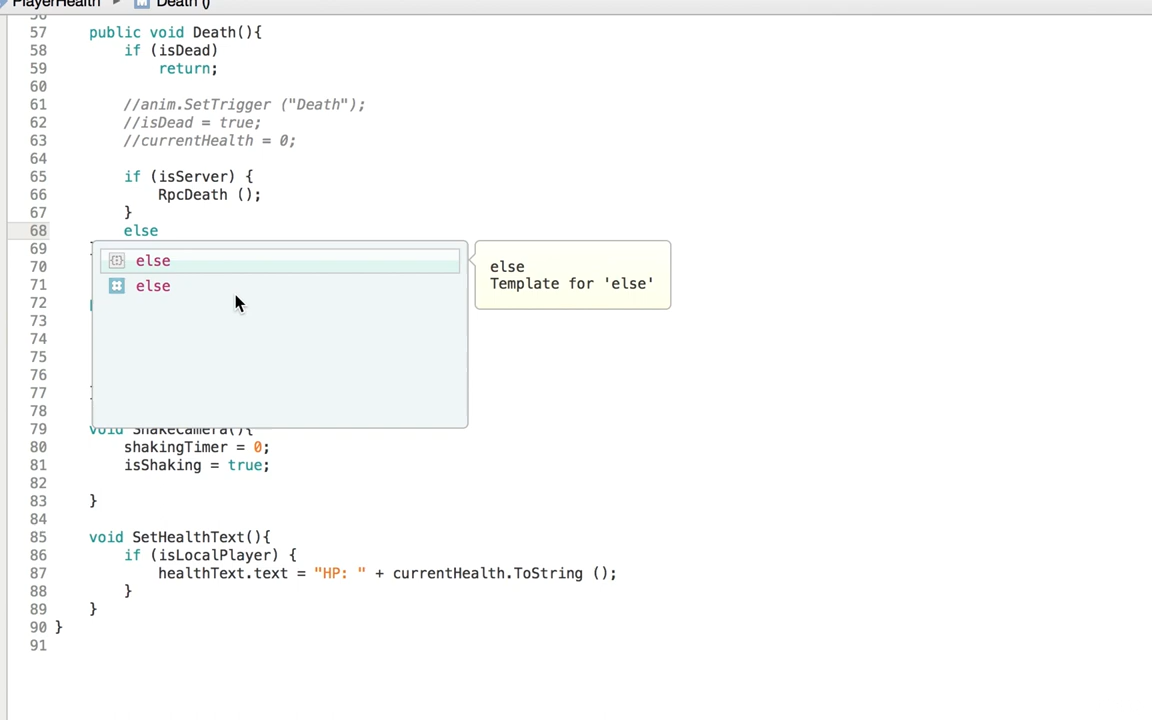 PlayerHealth ▸ M Death ()
57 public void Death(){
58 if (isDead)
59 return;
60
61 //anim.SetTrigger ("Death");
62 //isDead = true;
63 //currentHealth = 0;
64
65 if (isServer) {
66 RpcDeath ();
67 }
68 else
69
70 else
71 else
else
Template for 'else'
72
73
74
75
76
77
78
79 void ShakeCamera(){
80 shakingTimer = 0;
81 isShaking = true;
82
83 }
84
85 void SetHealthText(){
86 if (isLocalPlayer) {
87 healthText.text = "HP: " + currentHealth.ToString ();
88 }
89 }
90 }
91